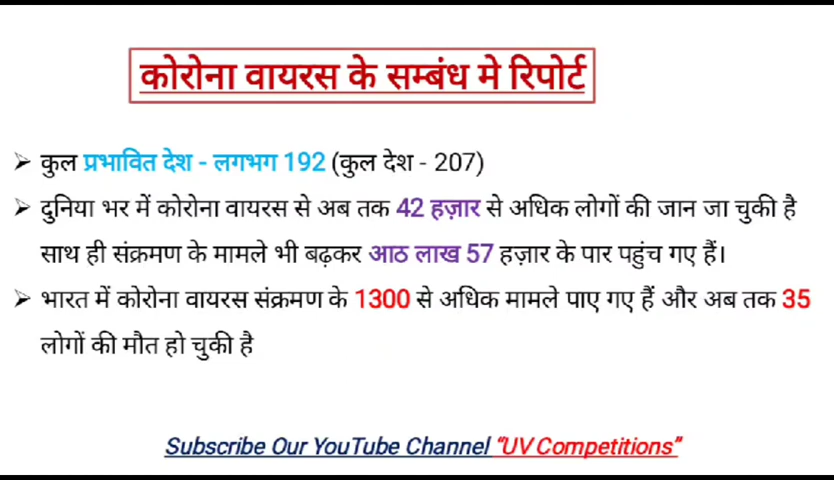 कोरोना वायरस के सम्बंध मे रिपोर्ट
➢ कुल प्रभावित देश - लगभग 192 (कुल देश - 207)
➢ दुनिया भर में कोरोना वायरस से अब तक 42 हज़ार से अधिक लोगों की जान जा चुकी है
साथ ही संक्रमण के मामले भी बढ़कर आठ लाख 57 हज़ार के पार पहुंच गए हैं।
➢ भारत में कोरोना वायरस संक्रमण के 1300 से अधिक मामले पाए गए हैं और अब तक 35
लोगों की मौत हो चुकी है
Subscribe Our YouTube Channel “UV Competitions”